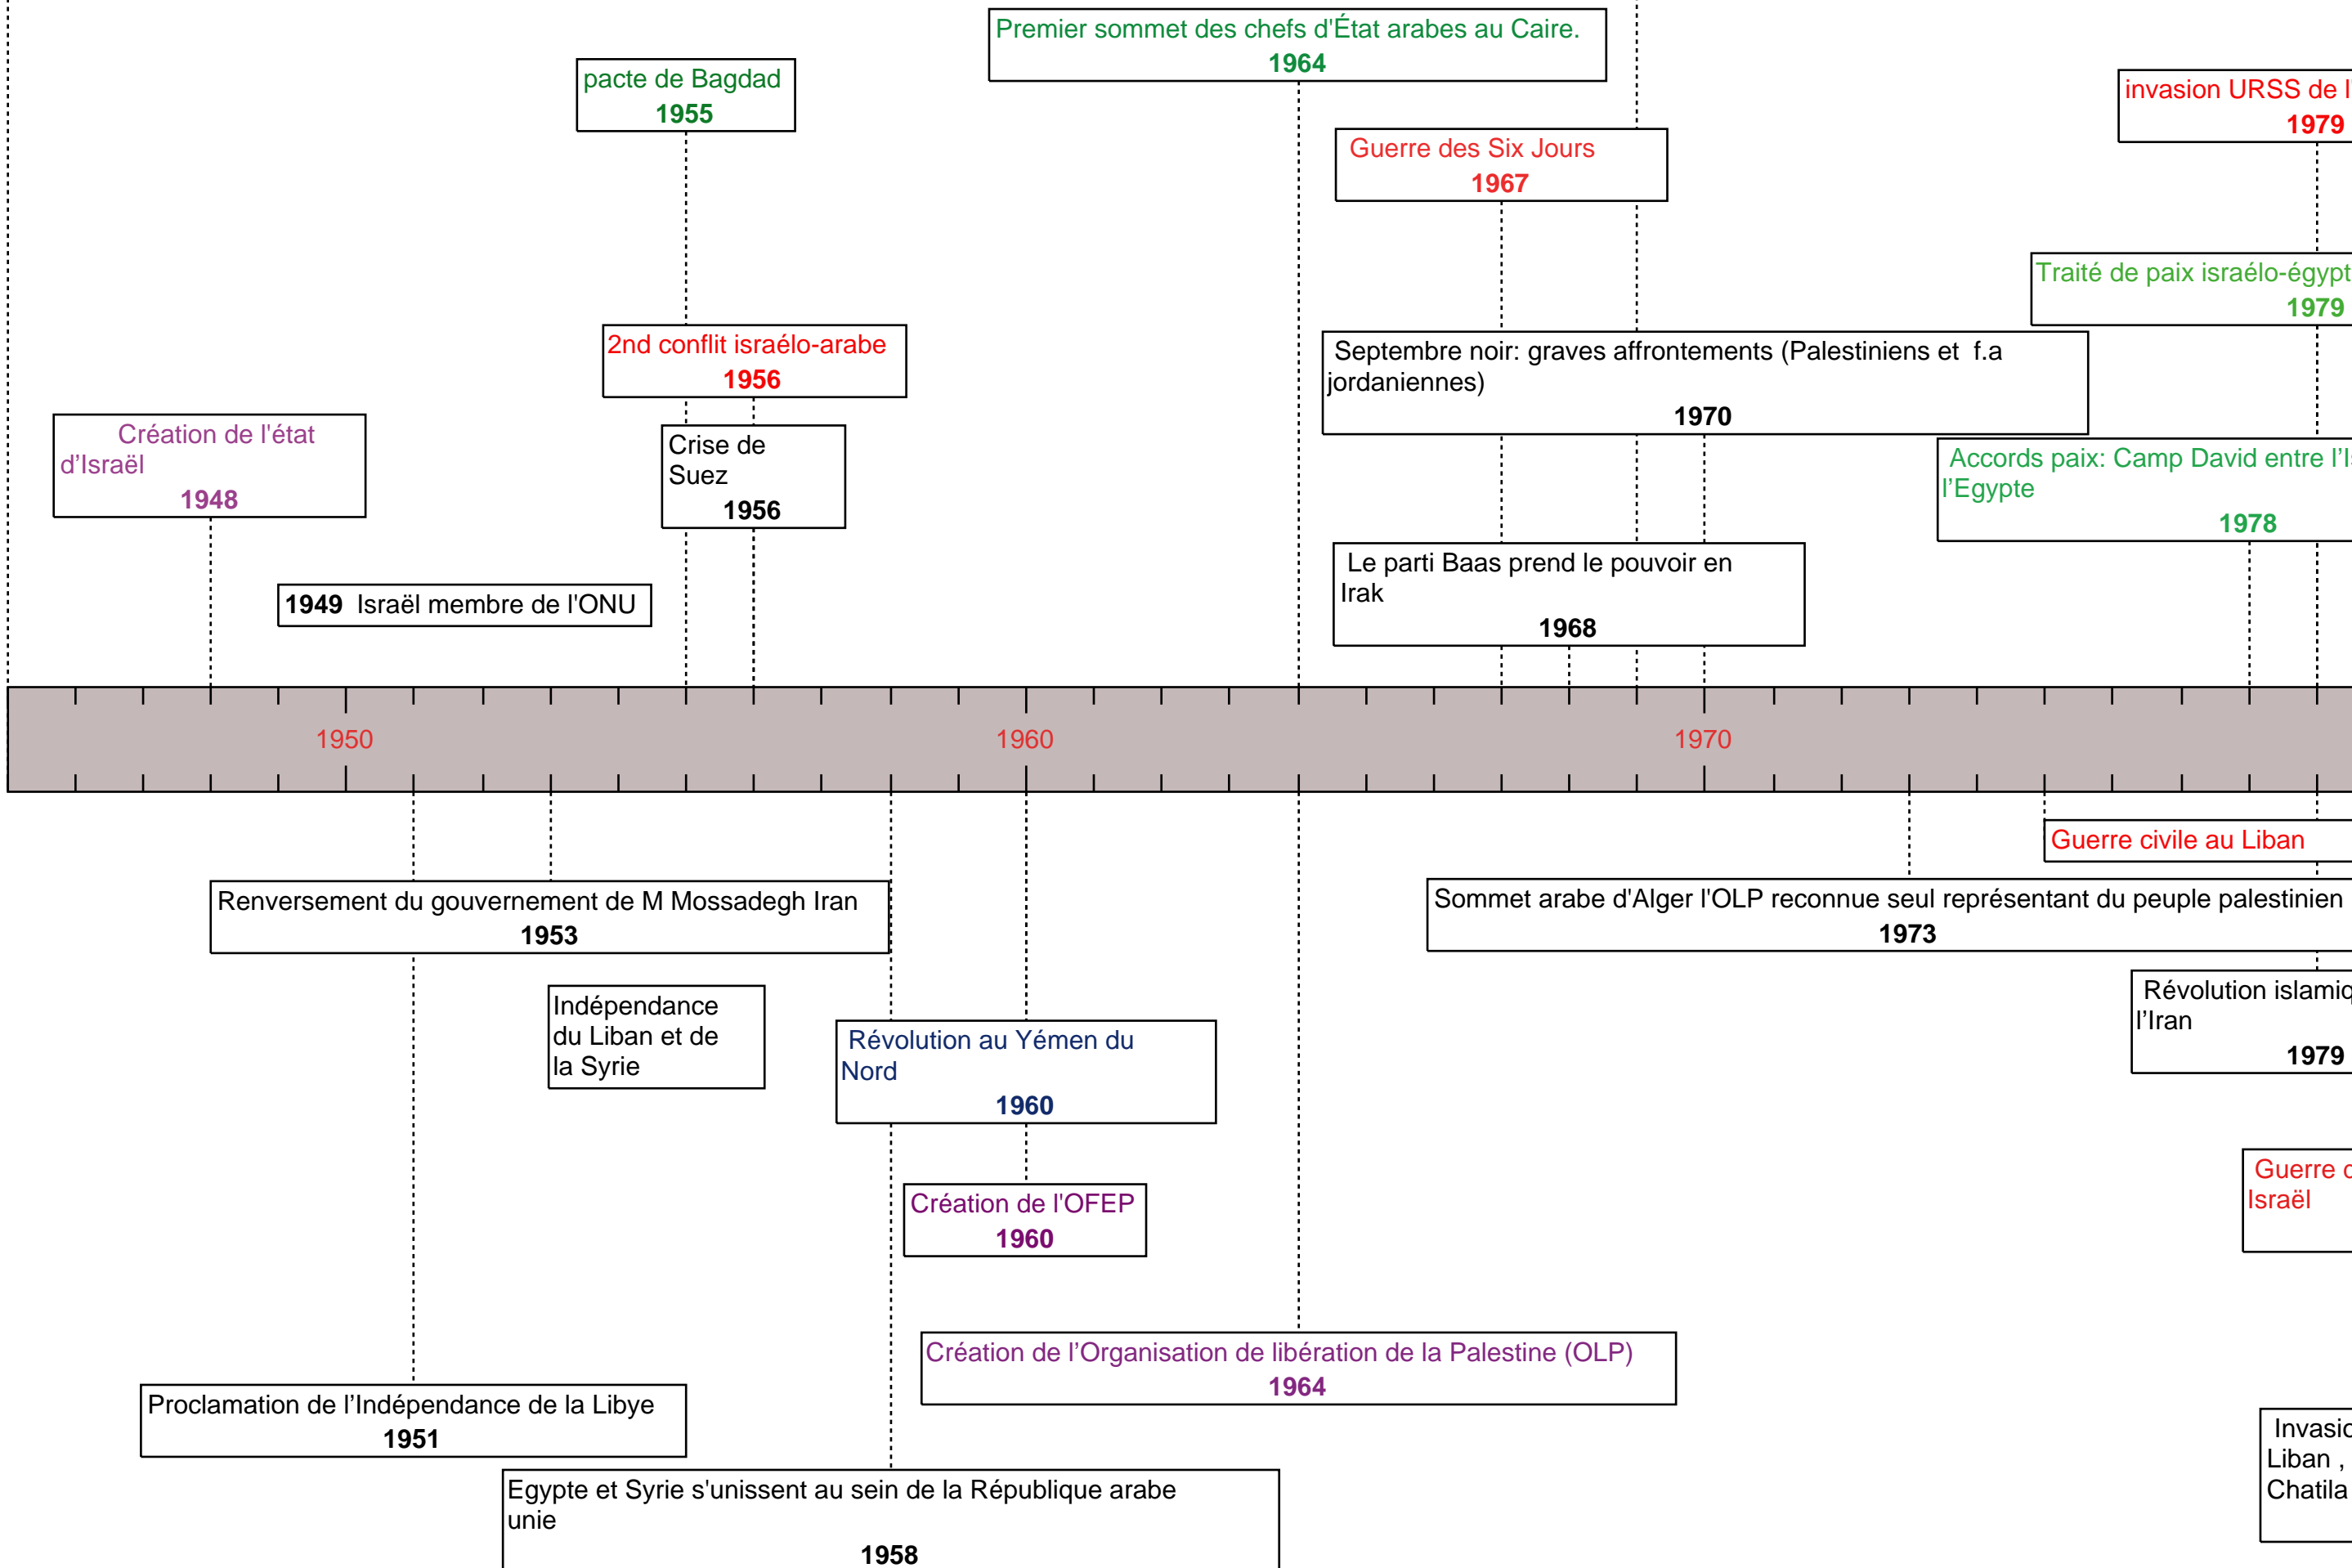 Premier sommet des chefs d'État arabes au Caire.
1964
pacte de Bagdad
1955
invasion URSS de l
1979
Guerre des Six Jours
1967
Traité de paix israélo-égypt
1979
2nd conflit israélo-arabe
1956
Septembre noir: graves affrontements (Palestiniens et f.a
jordaniennes)
1970
Création de l'état
d’Israël
1948
Crise de
Suez
1956
Accords paix: Camp David entre l’I
l’Egypte
1978
Le parti Baas prend le pouvoir en
Irak
1968
1949 Israël membre de l'ONU
1950
1960
1970
Guerre civile au Liban
Renversement du gouvernement de M Mossadegh Iran
1953
Sommet arabe d'Alger l'OLP reconnue seul représentant du peuple palestinien
1973
Indépendance
du Liban et de
la Syrie
Révolution islamiq
l’Iran
1979
Révolution au Yémen du
Nord
1960
Guerre
Israël
Création de l'OFEP
1960
Création de l’Organisation de libération de la Palestine (OLP)
1964
Proclamation de l’Indépendance de la Libye
1951
Invasio
Liban ,
Chatila
Egypte et Syrie s'unissent au sein de la République arabe
unie
1958